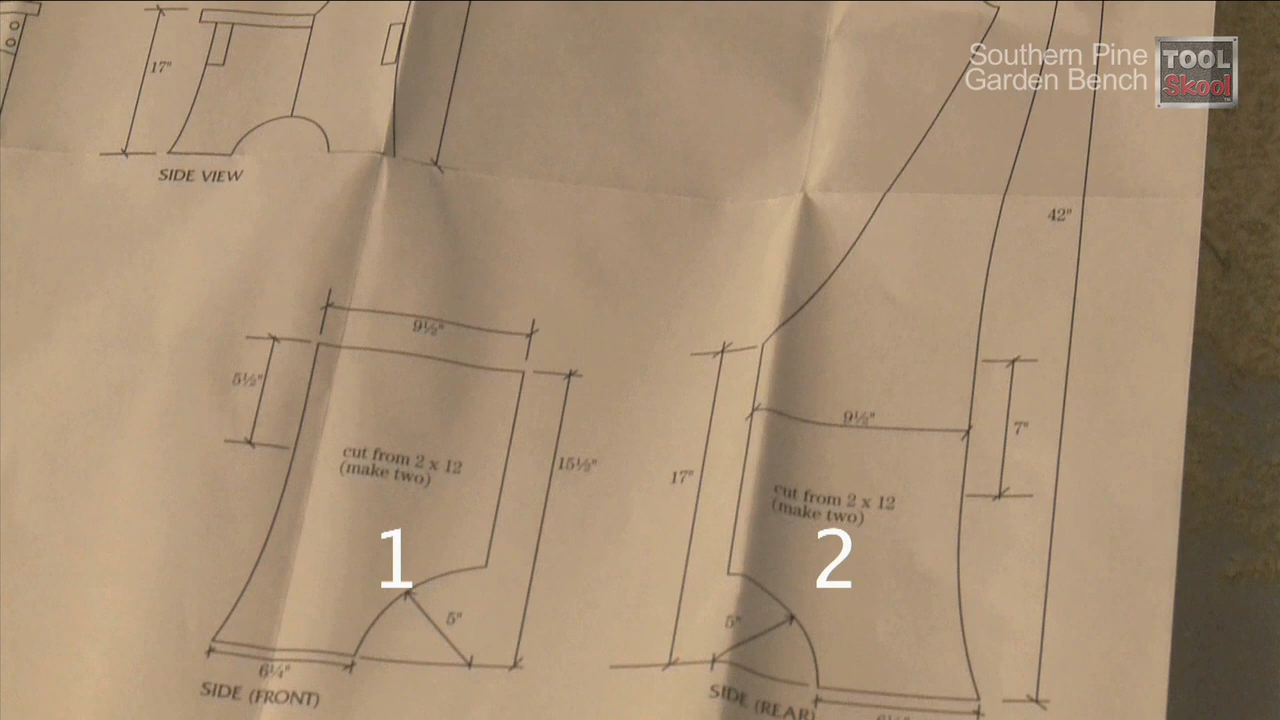 Southern Pine
Garden Bench
TOOL
Skool
17"
SIDE VIEW
42"
9½"
5½"
cut from 2 x 12
(make two)
15½"
1
5"
6¼"
SIDE (FRONT)
9½"
7"
17"
cut from 2 x 12
(make two)
2
5"
SIDE (REAR)